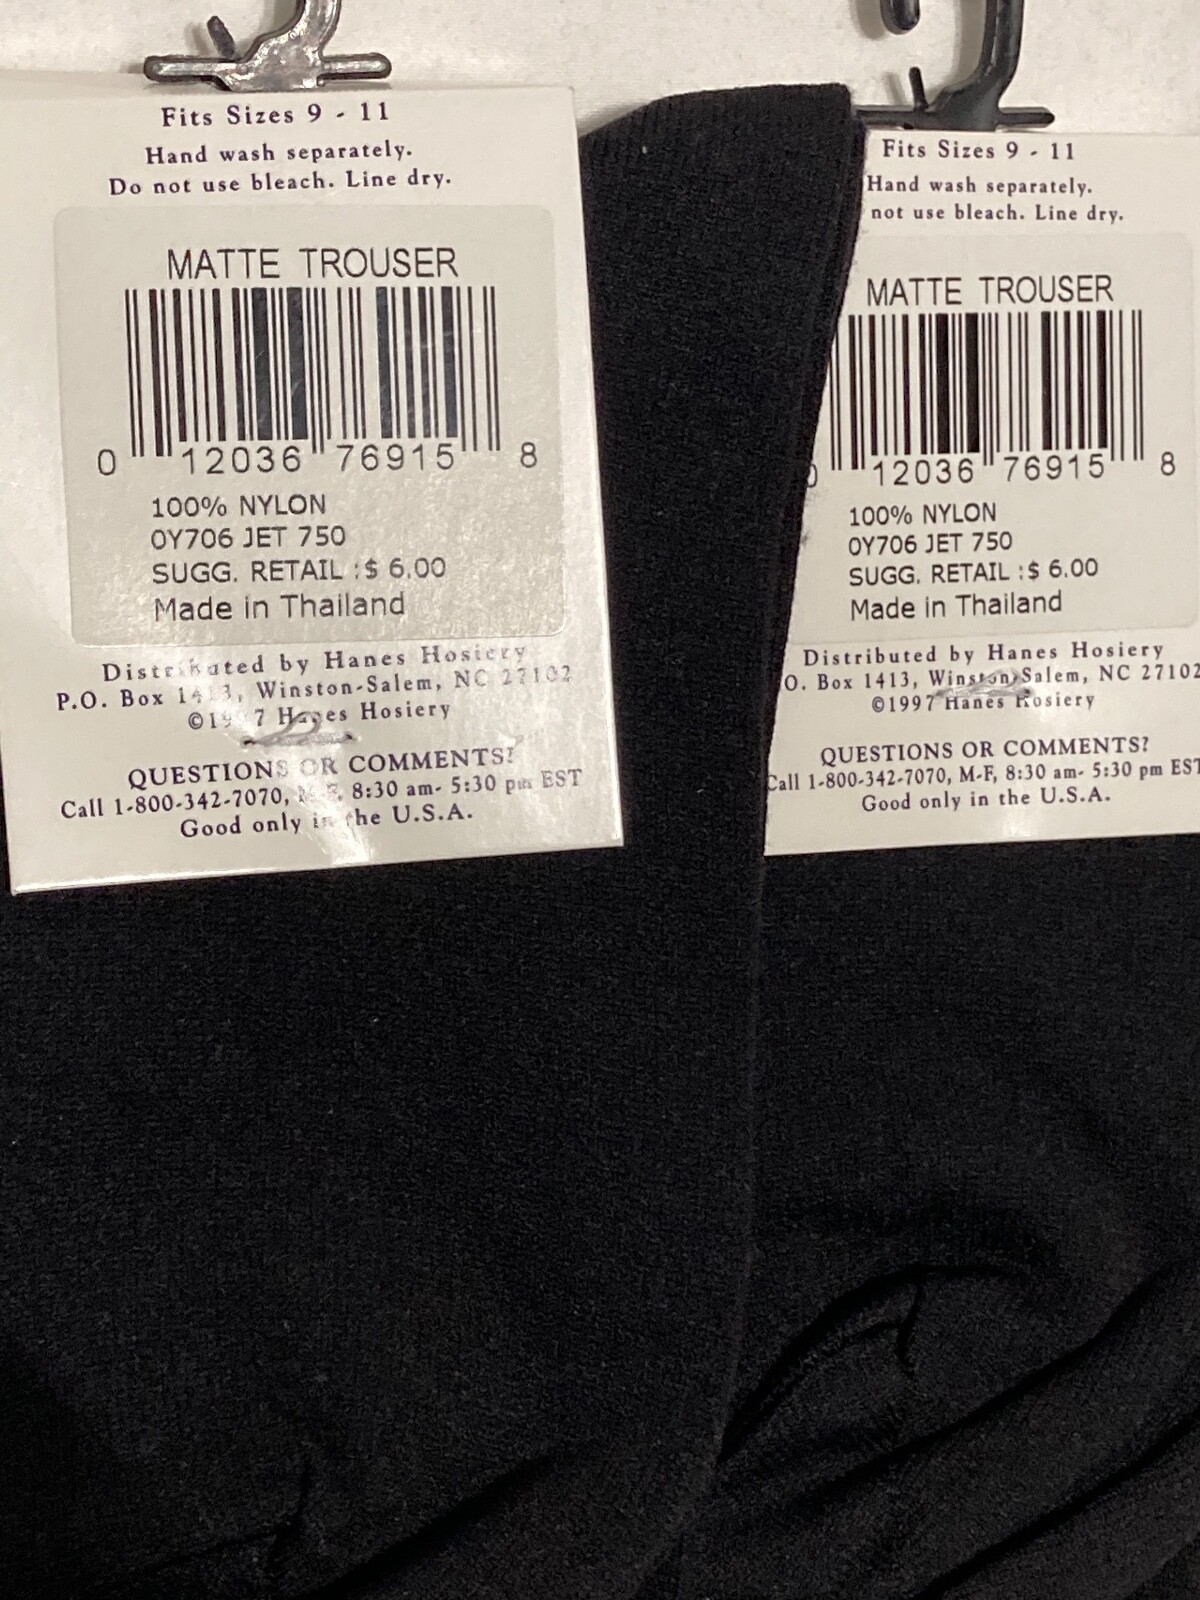 Fits Sizes 9 - 11
Hand wash separately.
Do not use bleach. Line dry.
MATTE TROUSER
0 12036 76915 8
100% NYLON
0Y706 JET 750
SUGG. RETAIL :$ 6.00
Made in Thailand
Distributed by Hanes Hosiery
P.O. Box 1413, Winston-Salem, NC 27102
©1997 Hanes Hosiery
QUESTIONS OR COMMENTS?
Call 1-800-342-7070, M-F, 8:30 am- 5:30 pm EST
Good only in the U.S.A.
Fits Sizes 9 - 11
Hand wash separately.
not use bleach. Line dry.
MATTE TROUSER
0 12036 76915 8
100% NYLON
0Y706 JET 750
SUGG. RETAIL :$ 6.00
Made in Thailand
Distributed by Hanes Hosiery
O. Box 1413, Winston-Salem, NC 27102
©1997 Hanes Hosiery
QUESTIONS OR COMMENTS?
Call 1-800-342-7070, M-F, 8:30 am- 5:30 pm EST
Good only in the U.S.A.